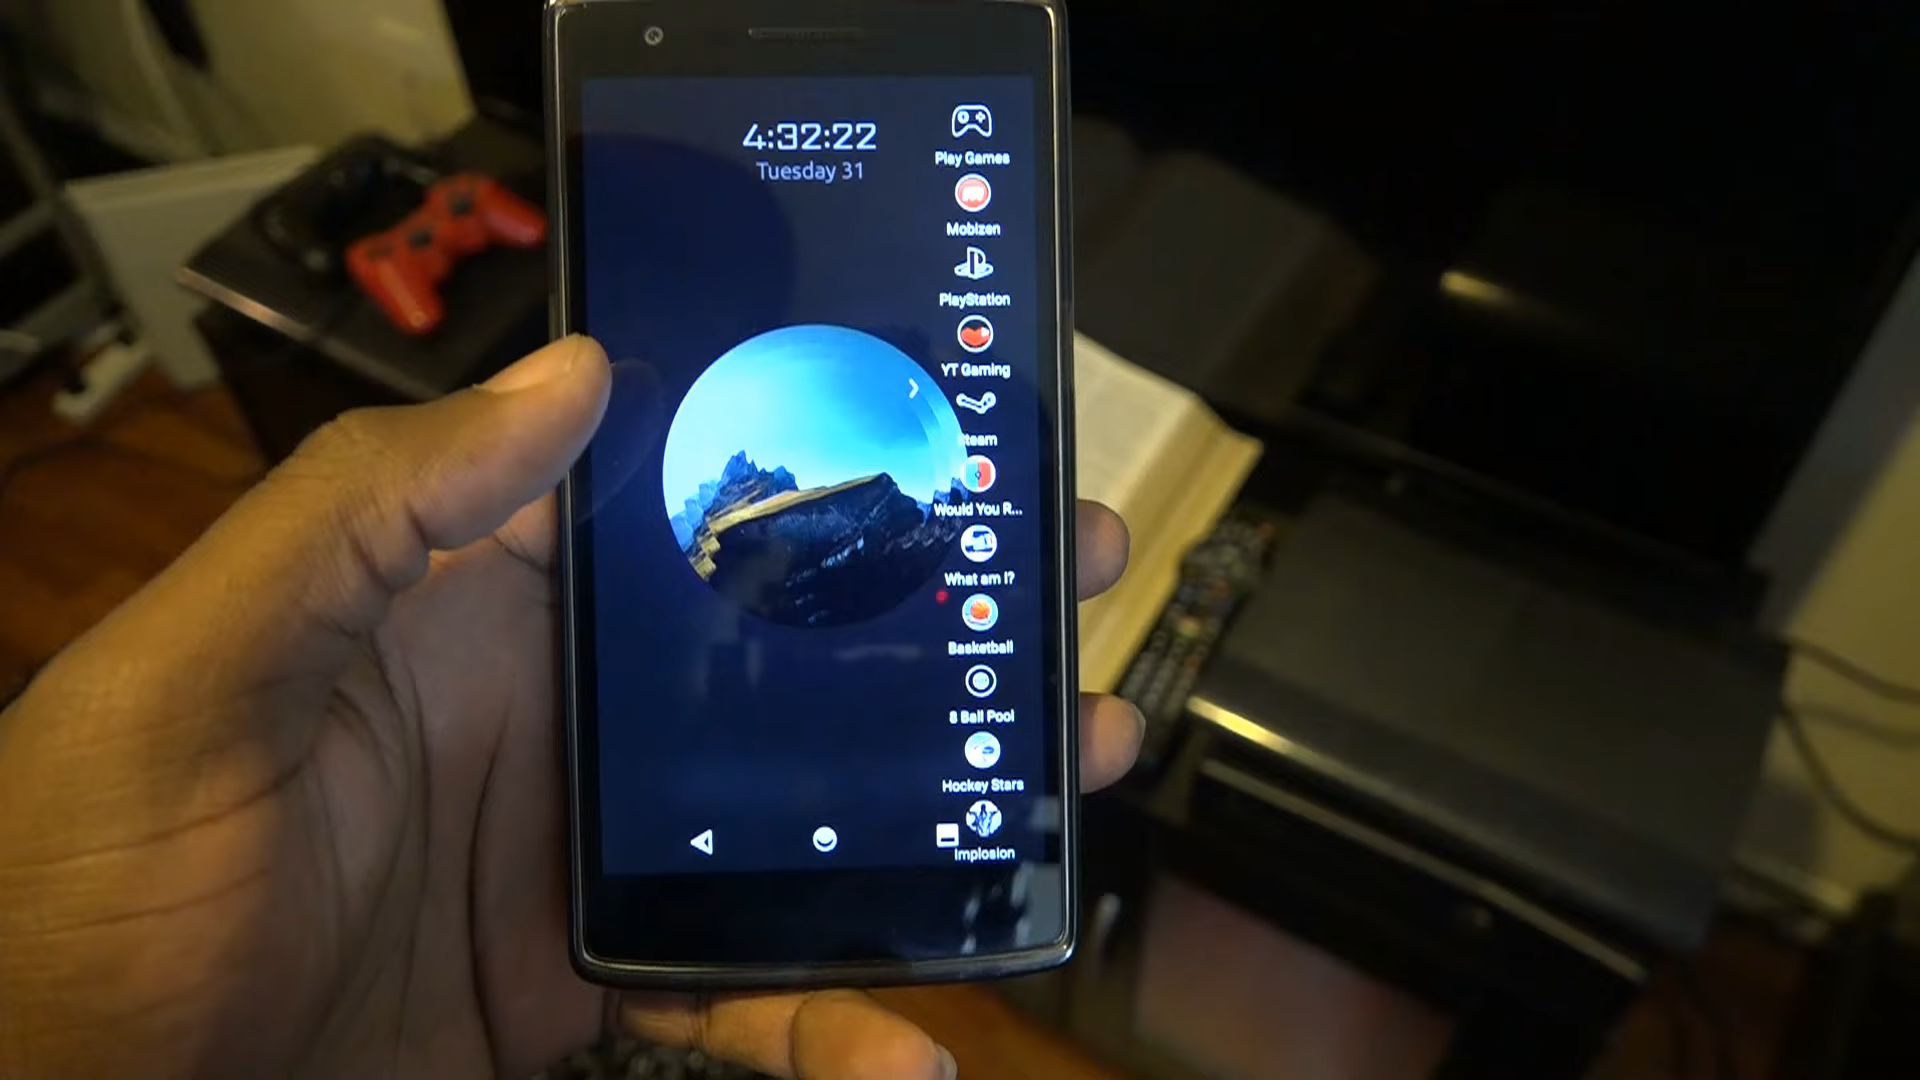 4:32:22
Tuesday 31
Play Games
Mobizen
PlayStation
YT Gaming
Steam
Would You R...
What am I?
Basketball
8 Ball Pool
Hockey Stars
Implosion